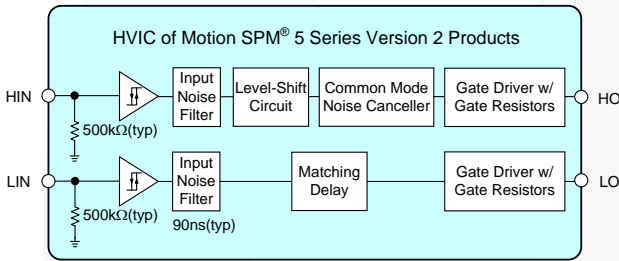 HVIC of Motion SPM® 5 Series Version 2 Products
HIN
500kΩ(typ)
Input
Noise
Filter
Level-Shift
Circuit
Common Mode
Noise Canceller
Gate Driver w/
Gate Resistors
HO
LIN
500kΩ(typ)
Input
Noise
Filter
90ns(typ)
Matching
Delay
Gate Driver w/
Gate Resistors
LO